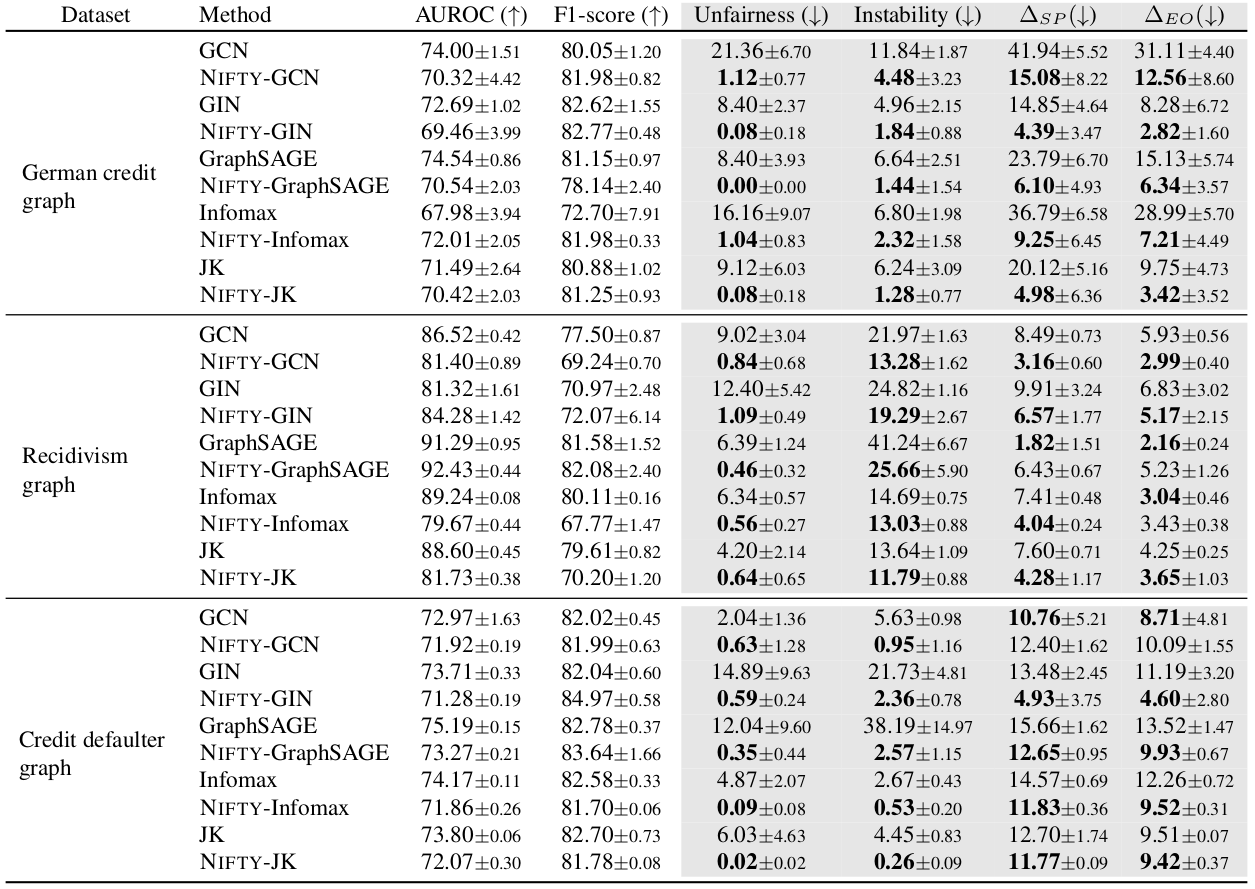 Dataset Method AUROC (↑) F1-score (↑) Unfairness (↓) Instability (↓) Δ_SP(↓) Δ_EO(↓)
German credit graph
GCN 74.00±1.51 80.05±1.20 21.36±6.70 11.84±1.87 41.94±5.52 31.11±4.40
NIFTY-GCN 70.32±4.42 81.98±0.82 1.12±0.77 4.48±3.23 15.08±8.22 12.56±8.60
GIN 72.69±1.02 82.62±1.55 8.40±2.37 4.96±2.15 14.85±4.64 8.28±6.72
NIFTY-GIN 69.46±3.99 82.77±0.48 0.08±0.18 1.84±0.88 4.39±3.47 2.82±1.60
GraphSAGE 74.54±0.86 81.15±0.97 8.40±3.93 6.64±2.51 23.79±6.70 15.13±5.74
NIFTY-GraphSAGE 70.54±2.03 78.14±2.40 0.00±0.00 1.44±1.54 6.10±4.93 6.34±3.57
Infomax 67.98±3.94 72.70±7.91 16.16±9.07 6.80±1.98 36.79±6.58 28.99±5.70
NIFTY-Infomax 72.01±2.05 81.98±0.33 1.04±0.83 2.32±1.58 9.25±6.45 7.21±4.49
JK 71.49±2.64 80.88±1.02 9.12±6.03 6.24±3.09 20.12±5.16 9.75±4.73
NIFTY-JK 70.42±2.03 81.25±0.93 0.08±0.18 1.28±0.77 4.98±6.36 3.42±3.52
Recidivism graph
GCN 86.52±0.42 77.50±0.87 9.02±3.04 21.97±1.63 8.49±0.73 5.93±0.56
NIFTY-GCN 81.40±0.89 69.24±0.70 0.84±0.68 13.28±1.62 3.16±0.60 2.99±0.40
GIN 81.32±1.61 70.97±2.48 12.40±5.42 24.82±1.16 9.91±3.24 6.83±3.02
NIFTY-GIN 84.28±1.42 72.07±6.14 1.09±0.49 19.29±2.67 6.57±1.77 5.17±2.15
GraphSAGE 91.29±0.95 81.58±1.52 6.39±1.24 41.24±6.67 1.82±1.51 2.16±0.24
NIFTY-GraphSAGE 92.43±0.44 82.08±2.40 0.46±0.32 25.66±5.90 6.43±0.67 5.23±1.26
Infomax 89.24±0.08 80.11±0.16 6.34±0.57 14.69±0.75 7.41±0.48 3.04±0.46
NIFTY-Infomax 79.67±0.44 67.77±1.47 0.56±0.27 13.03±0.88 4.04±0.24 3.43±0.38
JK 88.60±0.45 79.61±0.82 4.20±2.14 13.64±1.09 7.60±0.71 4.25±0.25
NIFTY-JK 81.73±0.38 70.20±1.20 0.64±0.65 11.79±0.88 4.28±1.17 3.65±1.03
Credit defaulter graph
GCN 72.97±1.63 82.02±0.45 2.04±1.36 5.63±0.98 10.76±5.21 8.71±4.81
NIFTY-GCN 71.92±0.19 81.99±0.63 0.63±1.28 0.95±1.16 12.40±1.62 10.09±1.55
GIN 73.71±0.33 82.04±0.60 14.89±9.63 21.73±4.81 13.48±2.45 11.19±3.20
NIFTY-GIN 71.28±0.19 84.97±0.58 0.59±0.24 2.36±0.78 4.93±3.75 4.60±2.80
GraphSAGE 75.19±0.15 82.78±0.37 12.04±9.60 38.19±14.97 15.66±1.62 13.52±1.47
NIFTY-GraphSAGE 73.27±0.21 83.64±1.66 0.35±0.44 2.57±1.15 12.65±0.95 9.93±0.67
Infomax 74.17±0.11 82.58±0.33 4.87±2.07 2.67±0.43 14.57±0.69 12.26±0.72
NIFTY-Infomax 71.86±0.26 81.70±0.06 0.09±0.08 0.53±0.20 11.83±0.36 9.52±0.31
JK 73.80±0.06 82.70±0.73 6.03±4.63 4.45±0.83 12.70±1.74 9.51±0.07
NIFTY-JK 72.07±0.30 81.78±0.08 0.02±0.02 0.26±0.09 11.77±0.09 9.42±0.37